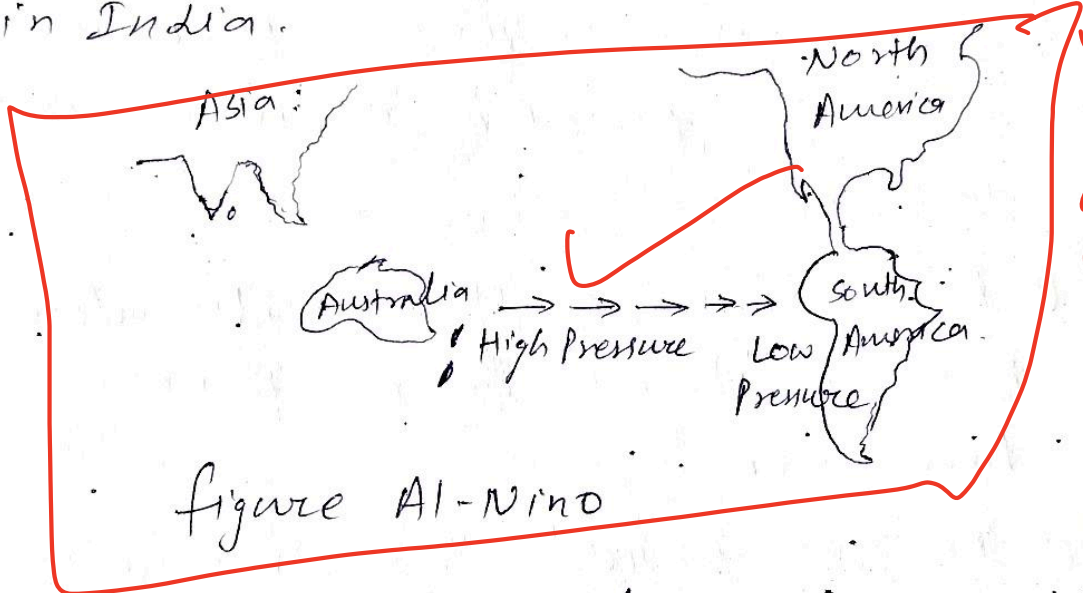 in India.
Asia:
North
America
Australia
South
America.
High Pressure
Low
Pressure
figure Al-Nino